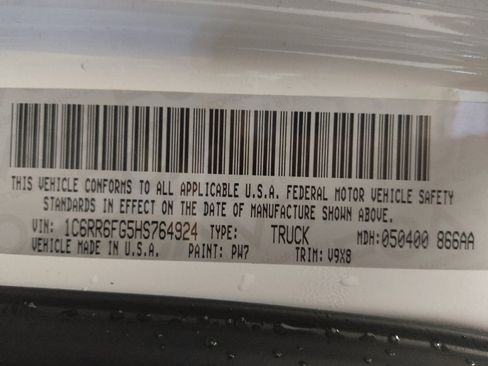 THIS VEHICLE CONFORMS TO ALL APPLICABLE U.S.A. FEDERAL MOTOR VEHICLE SAFETY
STANDARDS IN EFFECT ON THE DATE OF MANUFACTURE SHOWN ABOVE.
VIN: 1C6RR6FG5HS764924 TYPE: TRUCK MDH:050400 866AA
VEHICLE MADE IN U.S.A. PAINT: PW7 TRIM: V9X8